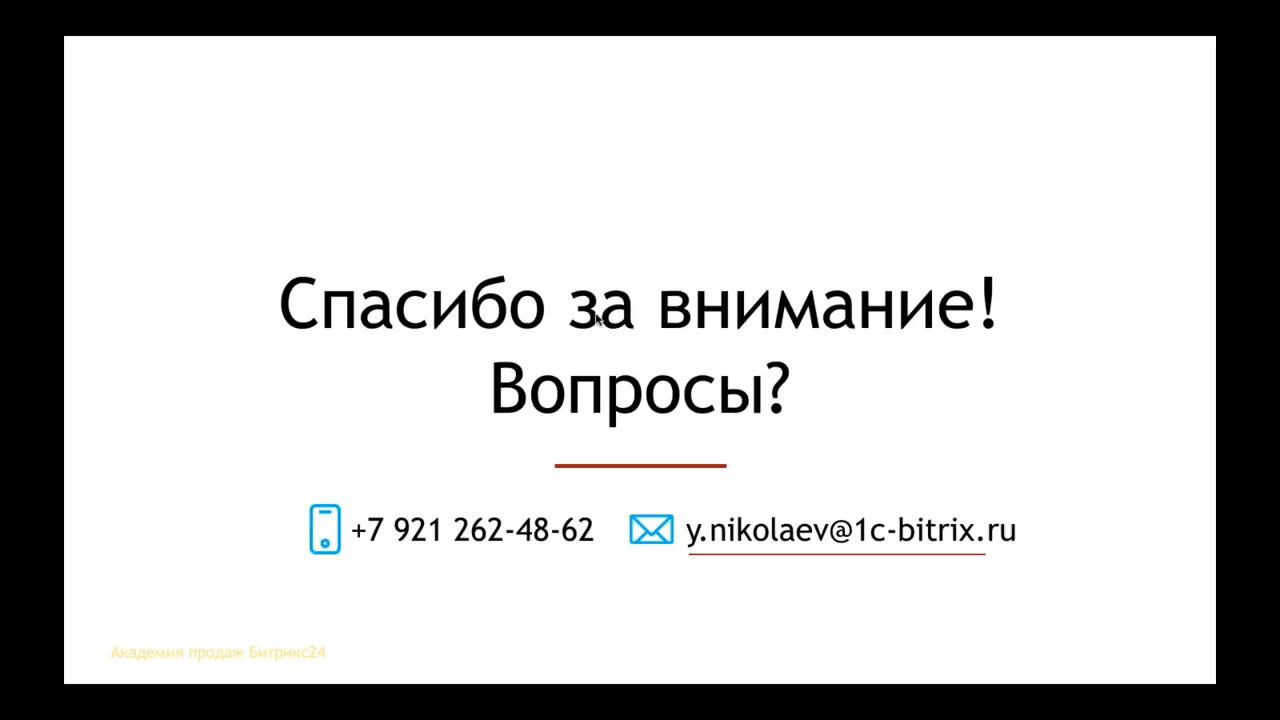 Спасибо за внимание!
Вопросы?
+7 921 262-48-62 y.nikolaev@1c-bitrix.ru
Академия продаж Битрикс24